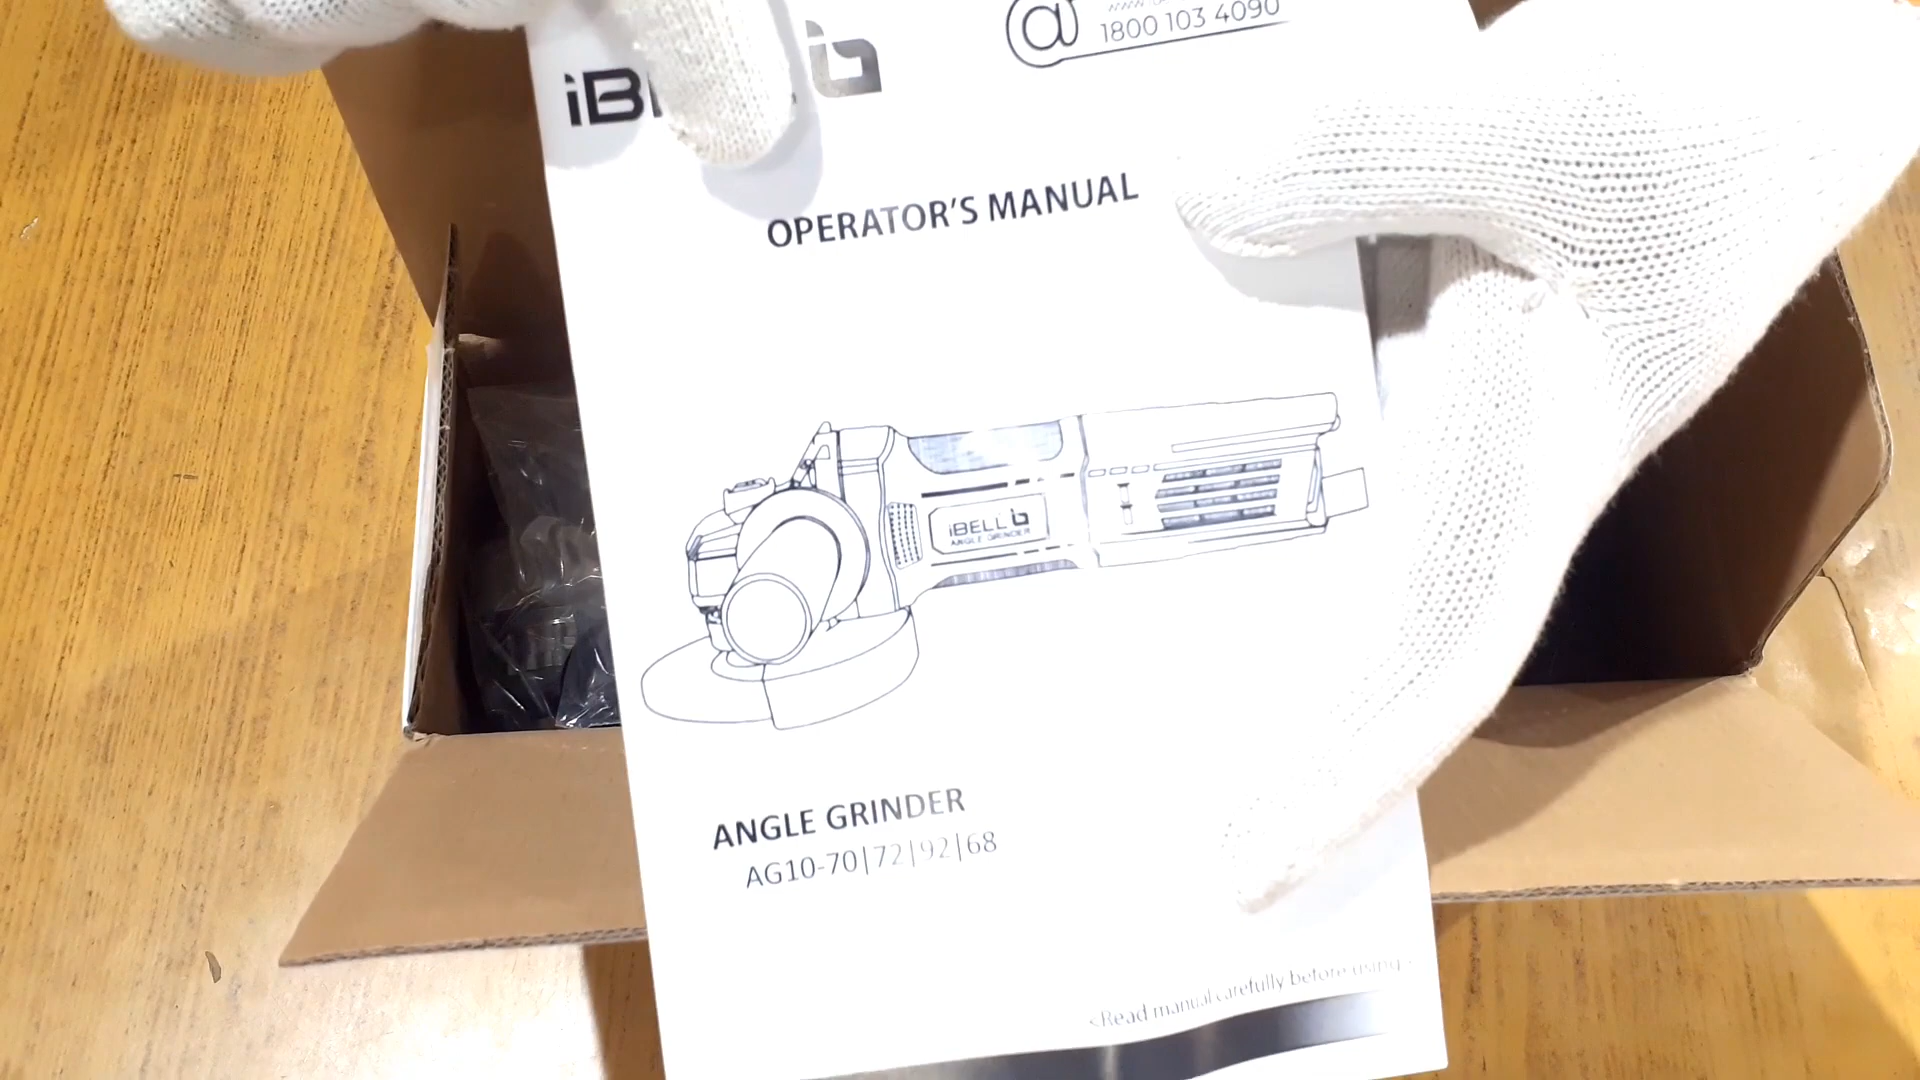 1800 103 4090
OPERATOR'S MANUAL
iBELL
ANGLE GRINDER
ANGLE GRINDER
AG10-70|72|92|68
<Read manual carefully before using>